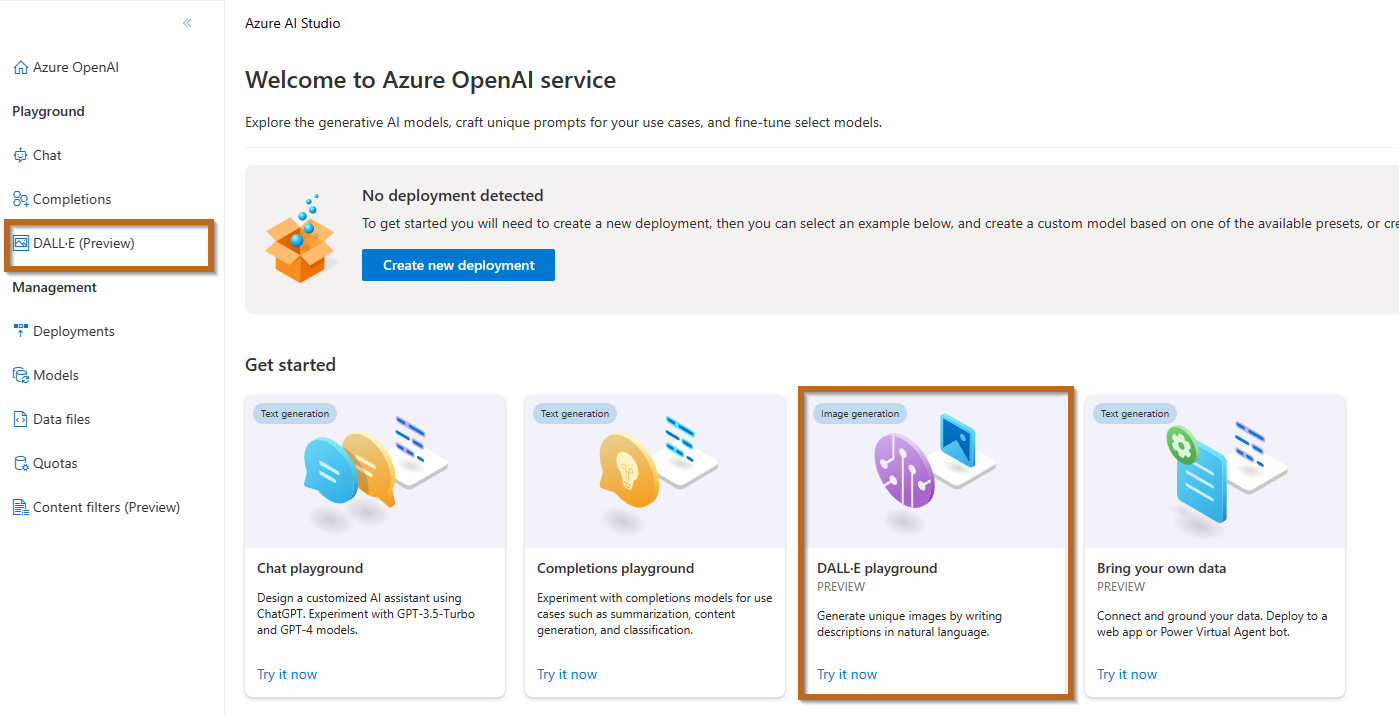 Azure AI Studio
Azure OpenAI
Playground
Chat
Completions
DALL·E (Preview)
Management
Deployments
Models
Data files
Quotas
Content filters (Preview)
Welcome to Azure OpenAI service
Explore the generative AI models, craft unique prompts for your use cases, and fine-tune select models.
No deployment detected
To get started you will need to create a new deployment, then you can select an example below, and create a custom model based on one of the available presets, or cre
Create new deployment
Get started
Text generation
Chat playground
Design a customized AI assistant using
ChatGPT. Experiment with GPT-3.5-Turbo
and GPT-4 models.
Try it now
Text generation
Completions playground
Experiment with completions models for use
cases such as summarization, content
generation, and classification.
Try it now
Image generation
DALL·E playground
PREVIEW
Generate unique images by writing
descriptions in natural language.
Try it now
Text generation
Bring your own data
PREVIEW
Connect and ground your data. Deploy to a
web app or Power Virtual Agent bot.
Try it now